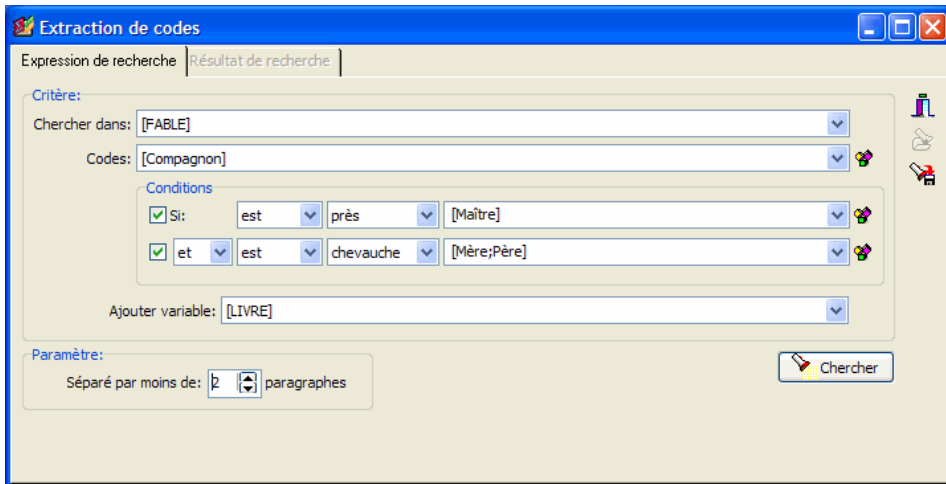 Extraction de codes
Expression de recherche Résultat de recherche
Critère:
Chercher dans: [FABLE]
Codes: [Compagnon]
Conditions
Si: est près [Maître]
et est chevauche [Mère;Père]
Ajouter variable: [LIVRE]
Paramètre:
Séparé par moins de: 2 paragraphes
Chercher